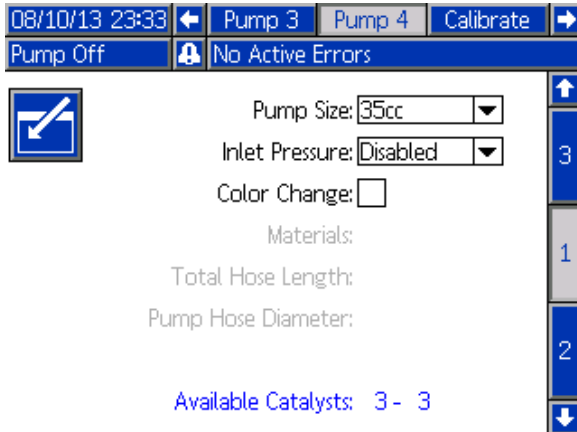 08/10/13 23:33 Pump 3 Pump 4 Calibrate
Pump Off No Active Errors
Pump Size: 35cc
Inlet Pressure: Disabled
3
Color Change:
Materials:
1
Total Hose Length:
Pump Hose Diameter:
2
Available Catalysts: 3 - 3